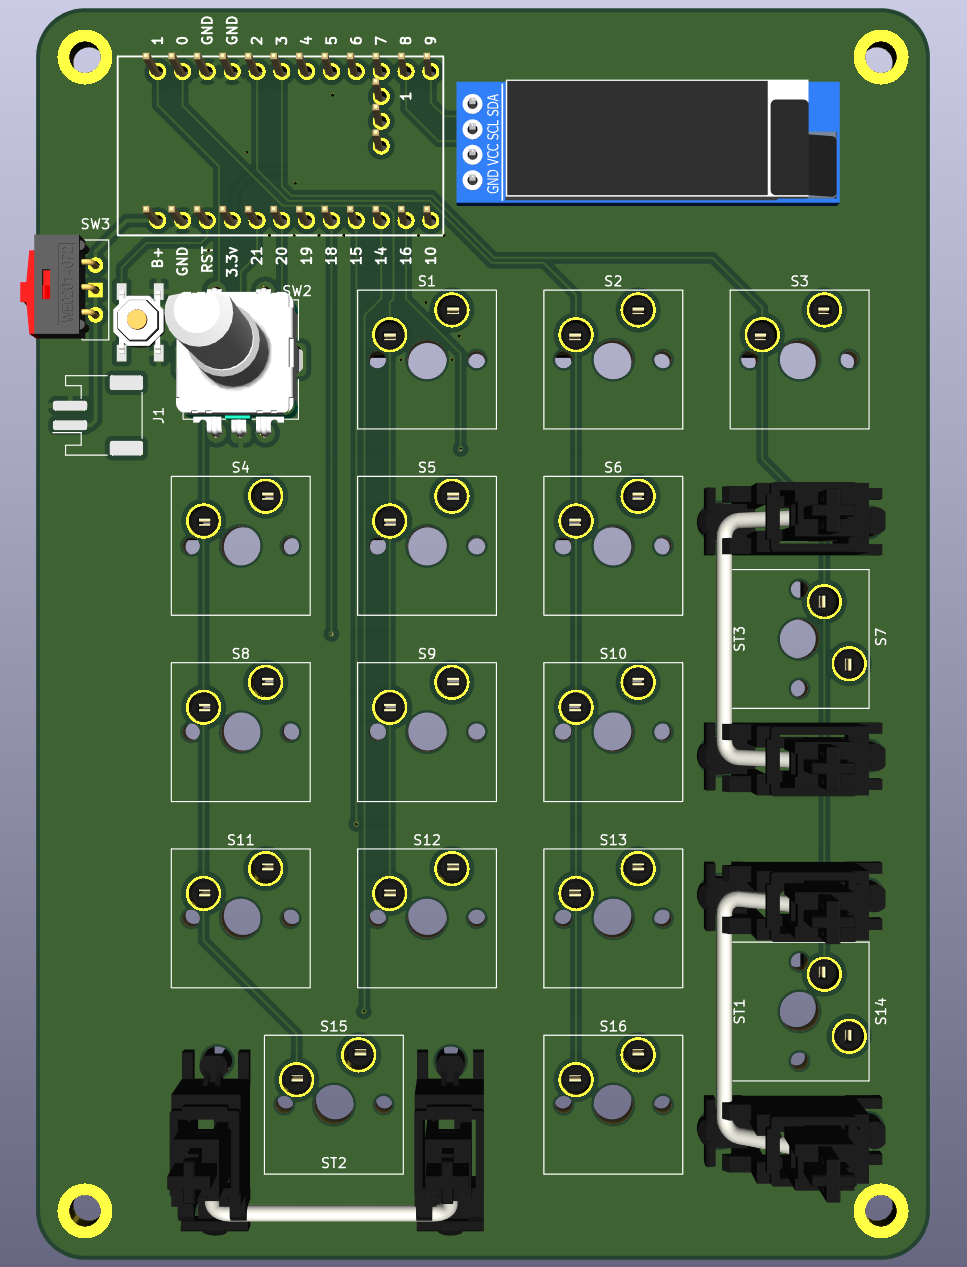 1 0 GND GND 2 3 4 5 6 7 8 9
1
GND VCC SCL SDA
SW3
B+ GND RST 3.3v 21 20 19 18 15 14 16 10
SW2
S1 S2 S3
J1
S4 S5 S6
ST3 S7
S8 S9 S10
S11 S12 S13
ST1 S14
S15 S16
ST2